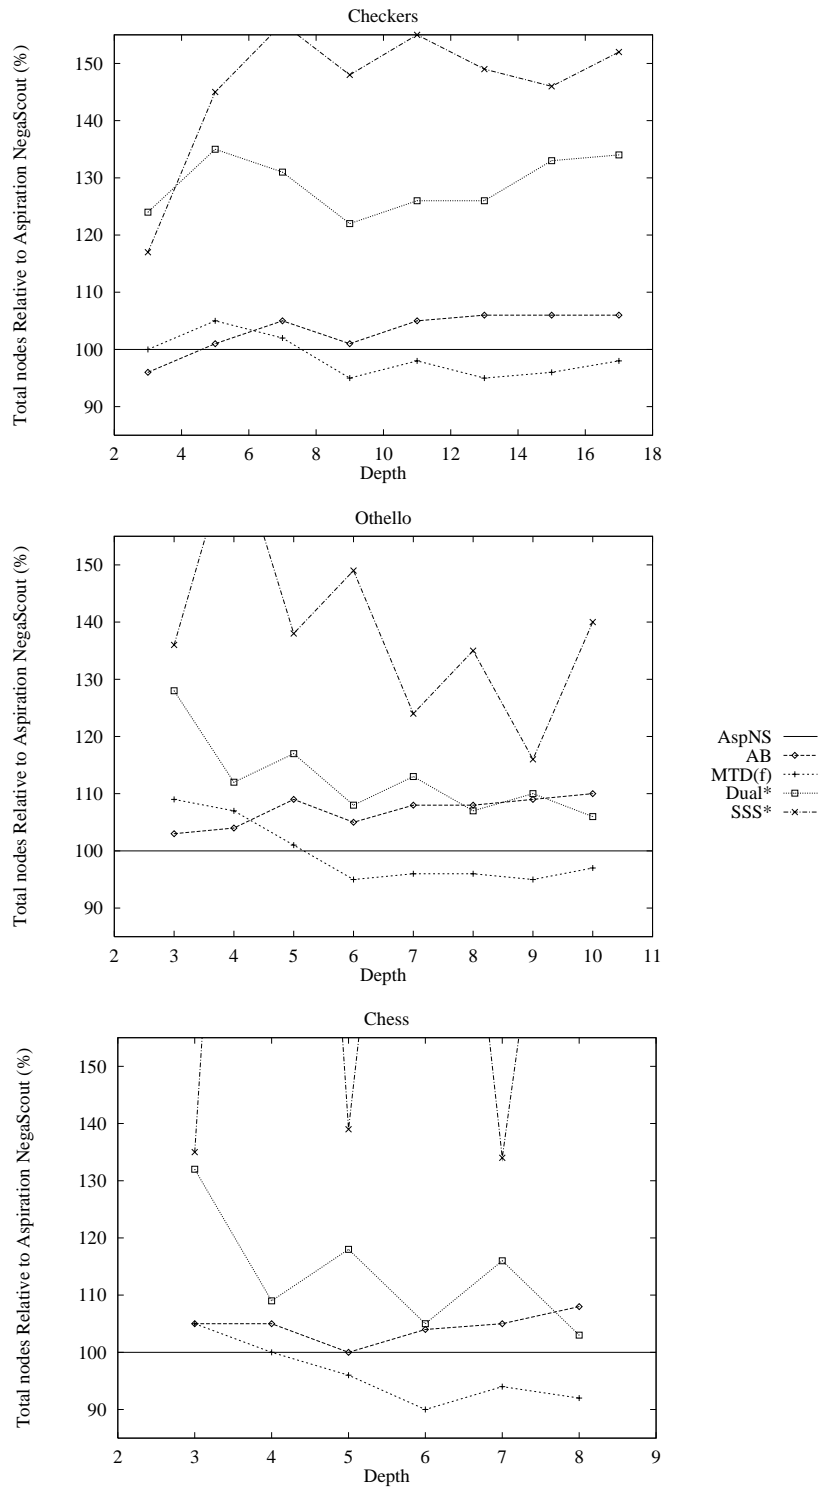 Checkers
Total nodes Relative to Aspiration NegaScout (%)
150
140
130
120
110
100
90
2 4 6 8 10 12 14 16 18
Depth
Othello
Total nodes Relative to Aspiration NegaScout (%)
150
140
130
120
110
100
90
2 3 4 5 6 7 8 9 10 11
Depth
AspNS
AB
MTD(f)
Dual*
SSS*
Chess
Total nodes Relative to Aspiration NegaScout (%)
150
140
130
120
110
100
90
2 3 4 5 6 7 8 9
Depth